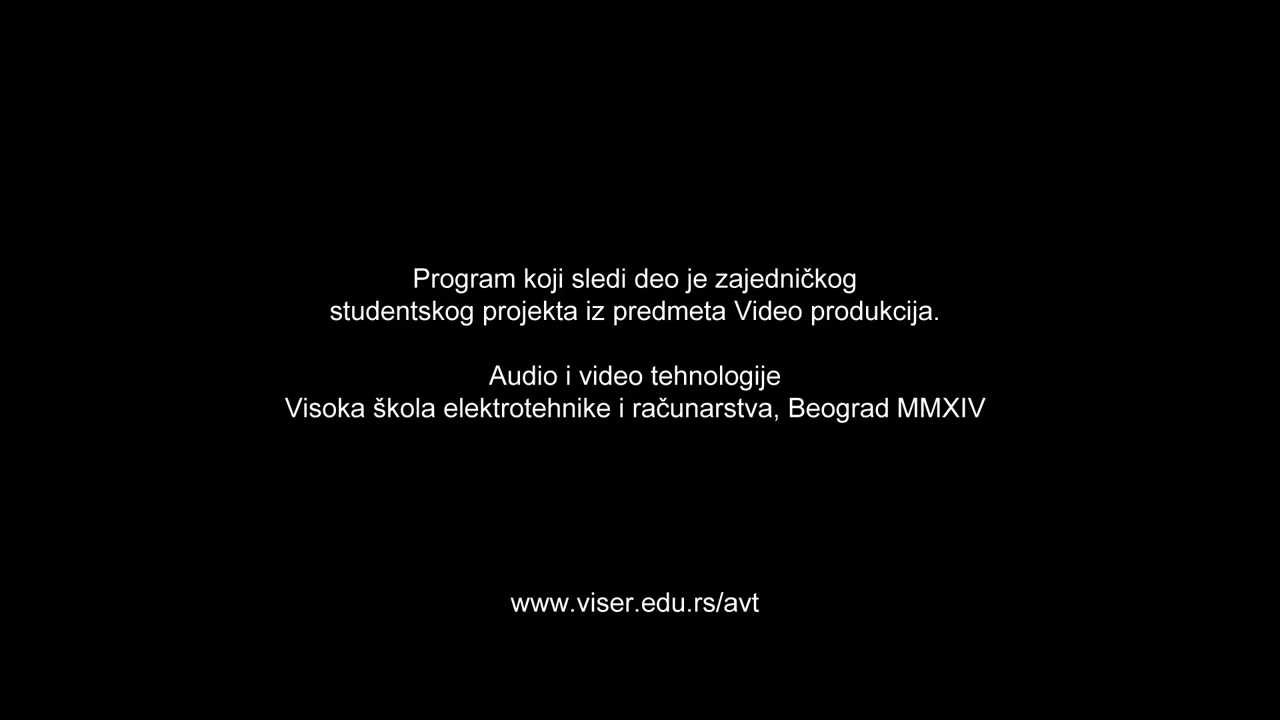 Program koji sledi deo je zajedničkog
studentskog projekta iz predmeta Video produkcija.
Audio i video tehnologije
Visoka škola elektrotehnike i računarstva, Beograd MMXIV
www.viser.edu.rs/avt